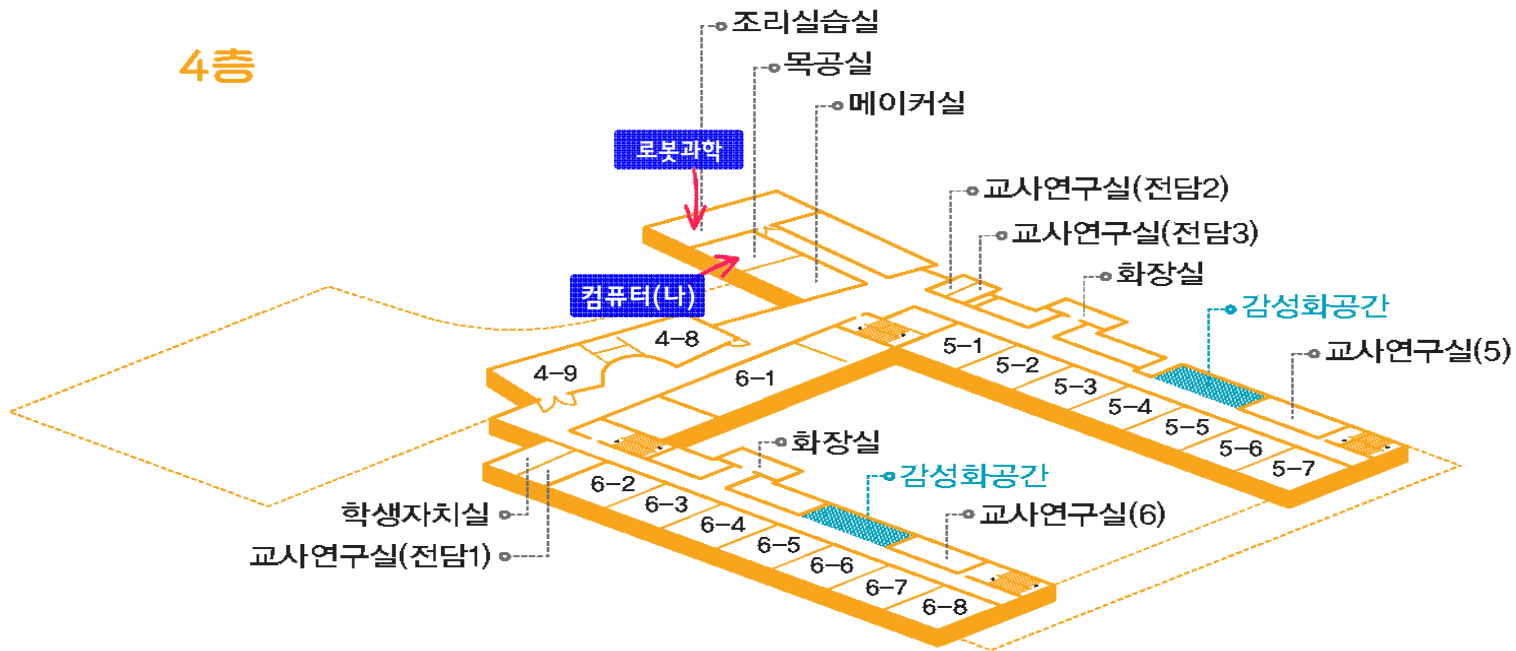 4층
조리실습실
목공실
메이커실
로봇과학
교사연구실(전담2)
교사연구실(전담3)
화장실
컴퓨터(나)
감성화공간
교사연구실(5)
4-8
4-9
6-1
5-1
5-2
5-3
5-4
5-5
5-6
5-7
화장실
감성화공간
교사연구실(6)
학생자치실
교사연구실(전담1)
6-2
6-3
6-4
6-5
6-6
6-7
6-8